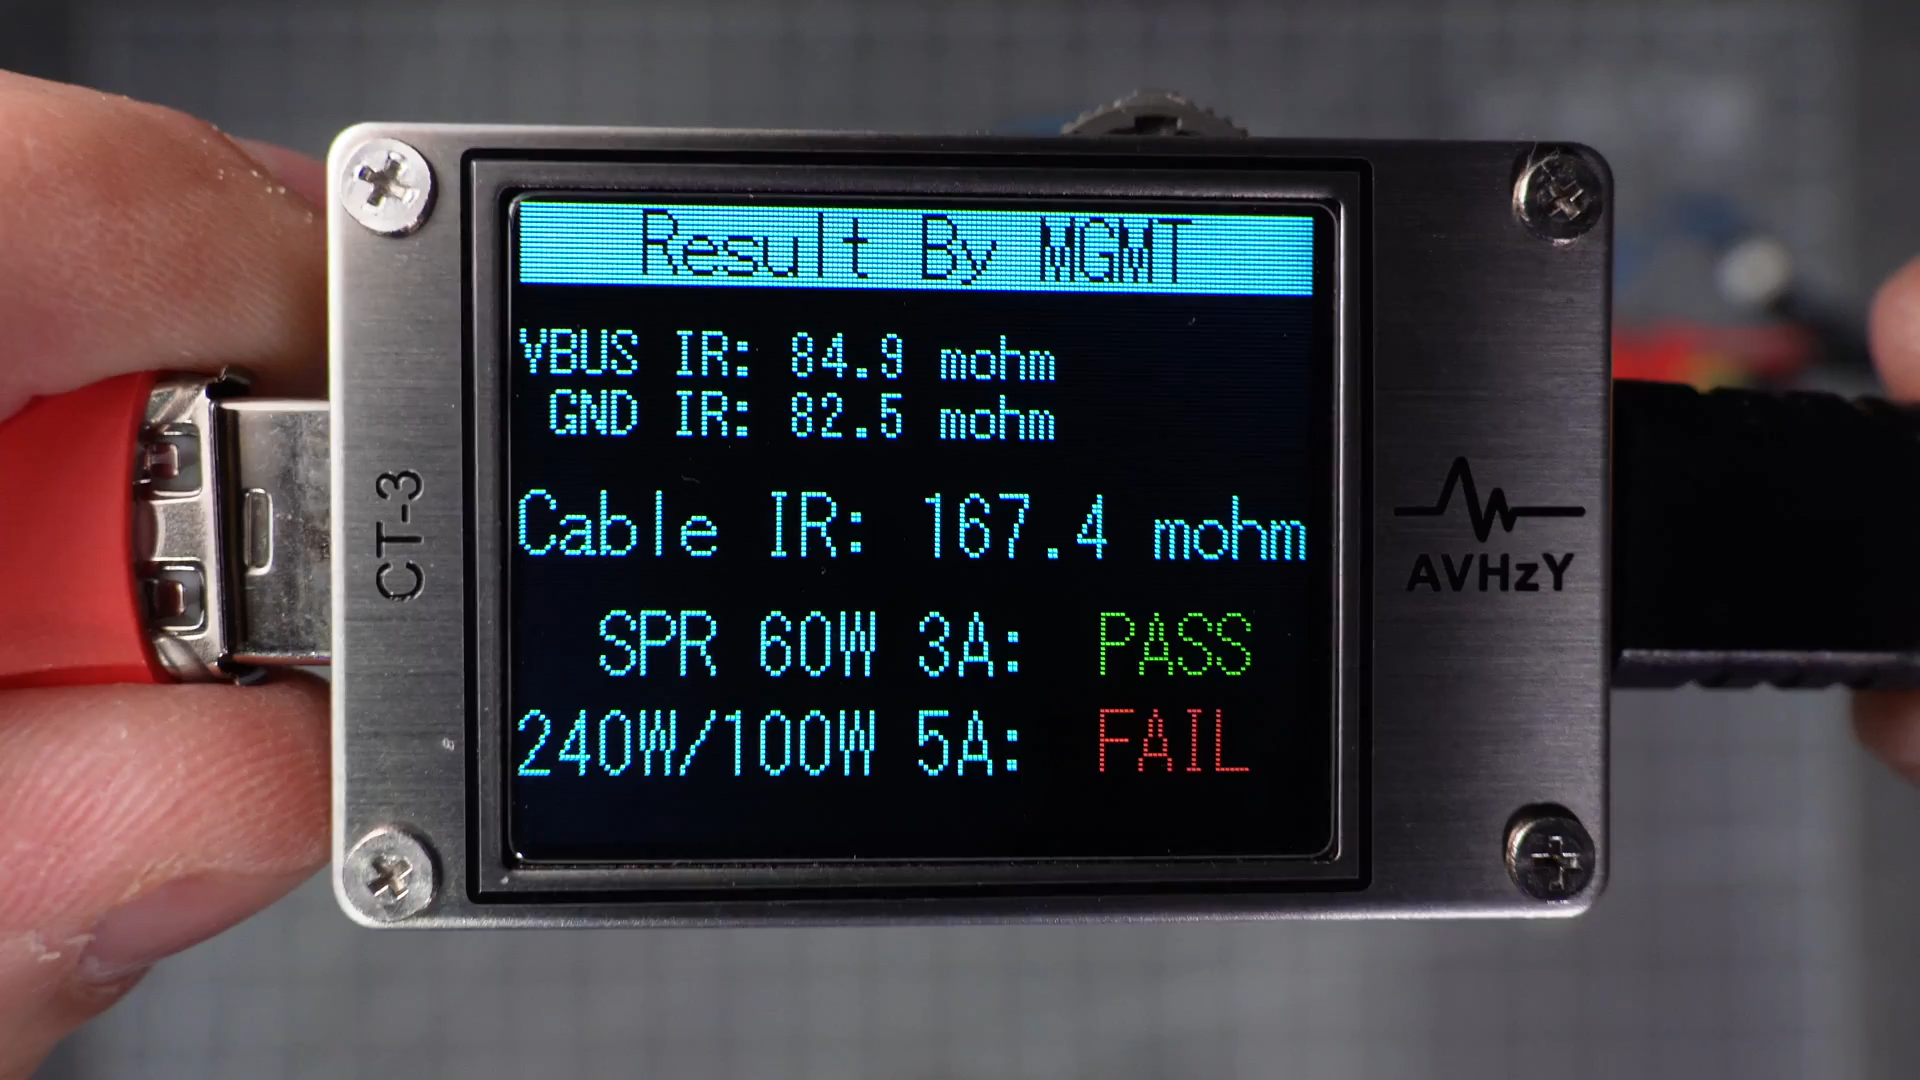 Result By MGMT
VBUS IR: 84.9 mohm
GND IR: 82.5 mohm
Cable IR: 167.4 mohm
SPR 60W 3A: PASS
240W/100W 5A: FAIL
CT-3
AVHzY